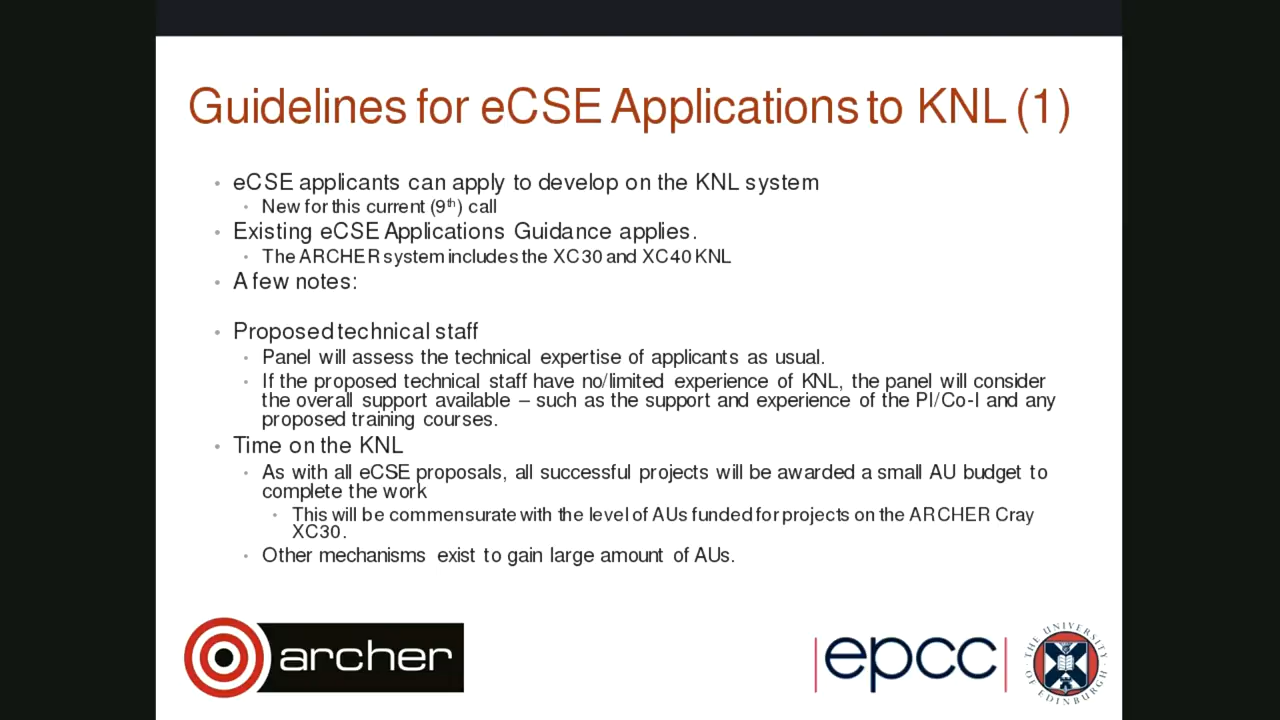 Guidelines for eCSE Applications to KNL (1)
• eCSE applicants can apply to develop on the KNL system
• New for this current (9th) call
• Existing eCSE Applications Guidance applies.
• The ARCHER system includes the XC30 and XC40 KNL
• A few notes:
• Proposed technical staff
• Panel will assess the technical expertise of applicants as usual.
• If the proposed technical staff have no/limited experience of KNL, the panel will consider
the overall support available – such as the support and experience of the PI/Co-I and any
proposed training courses.
• Time on the KNL
• As with all eCSE proposals, all successful projects will be awarded a small AU budget to
complete the work
• This will be commensurate with the level of AUs funded for projects on the ARCHER Cray
XC30.
• Other mechanisms exist to gain large amount of AUs.
archer
epcc
THE UNIVERSITY
OF EDINBURGH